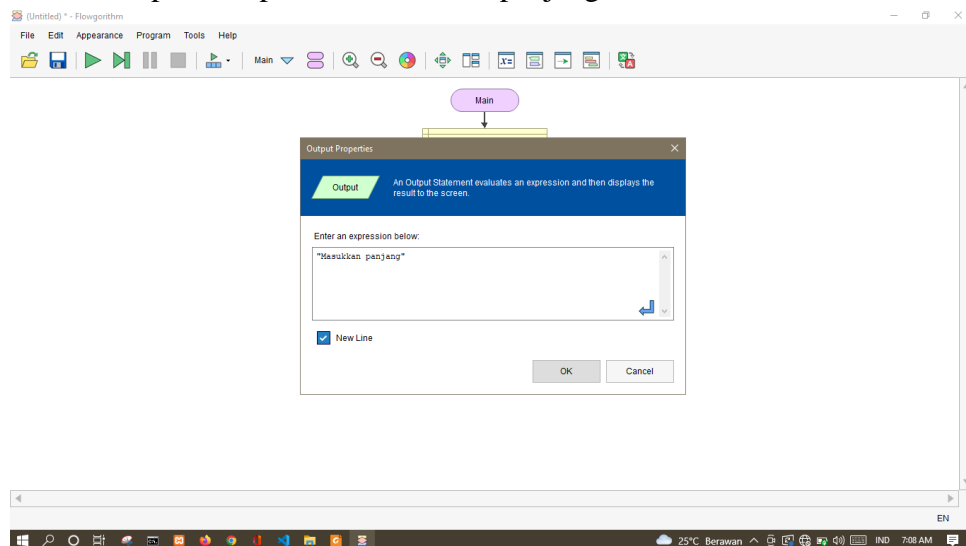 (Untitled) * - Flowgorithm
File Edit Appearance Program Tools Help
Main
X=
Main
Output Properties
Output
An Output Statement evaluates an expression and then displays the
result to the screen.
Enter an expression below:
"Masukkan panjang"
New Line
OK Cancel
EN
25°C Berawan IND 7:08 AM